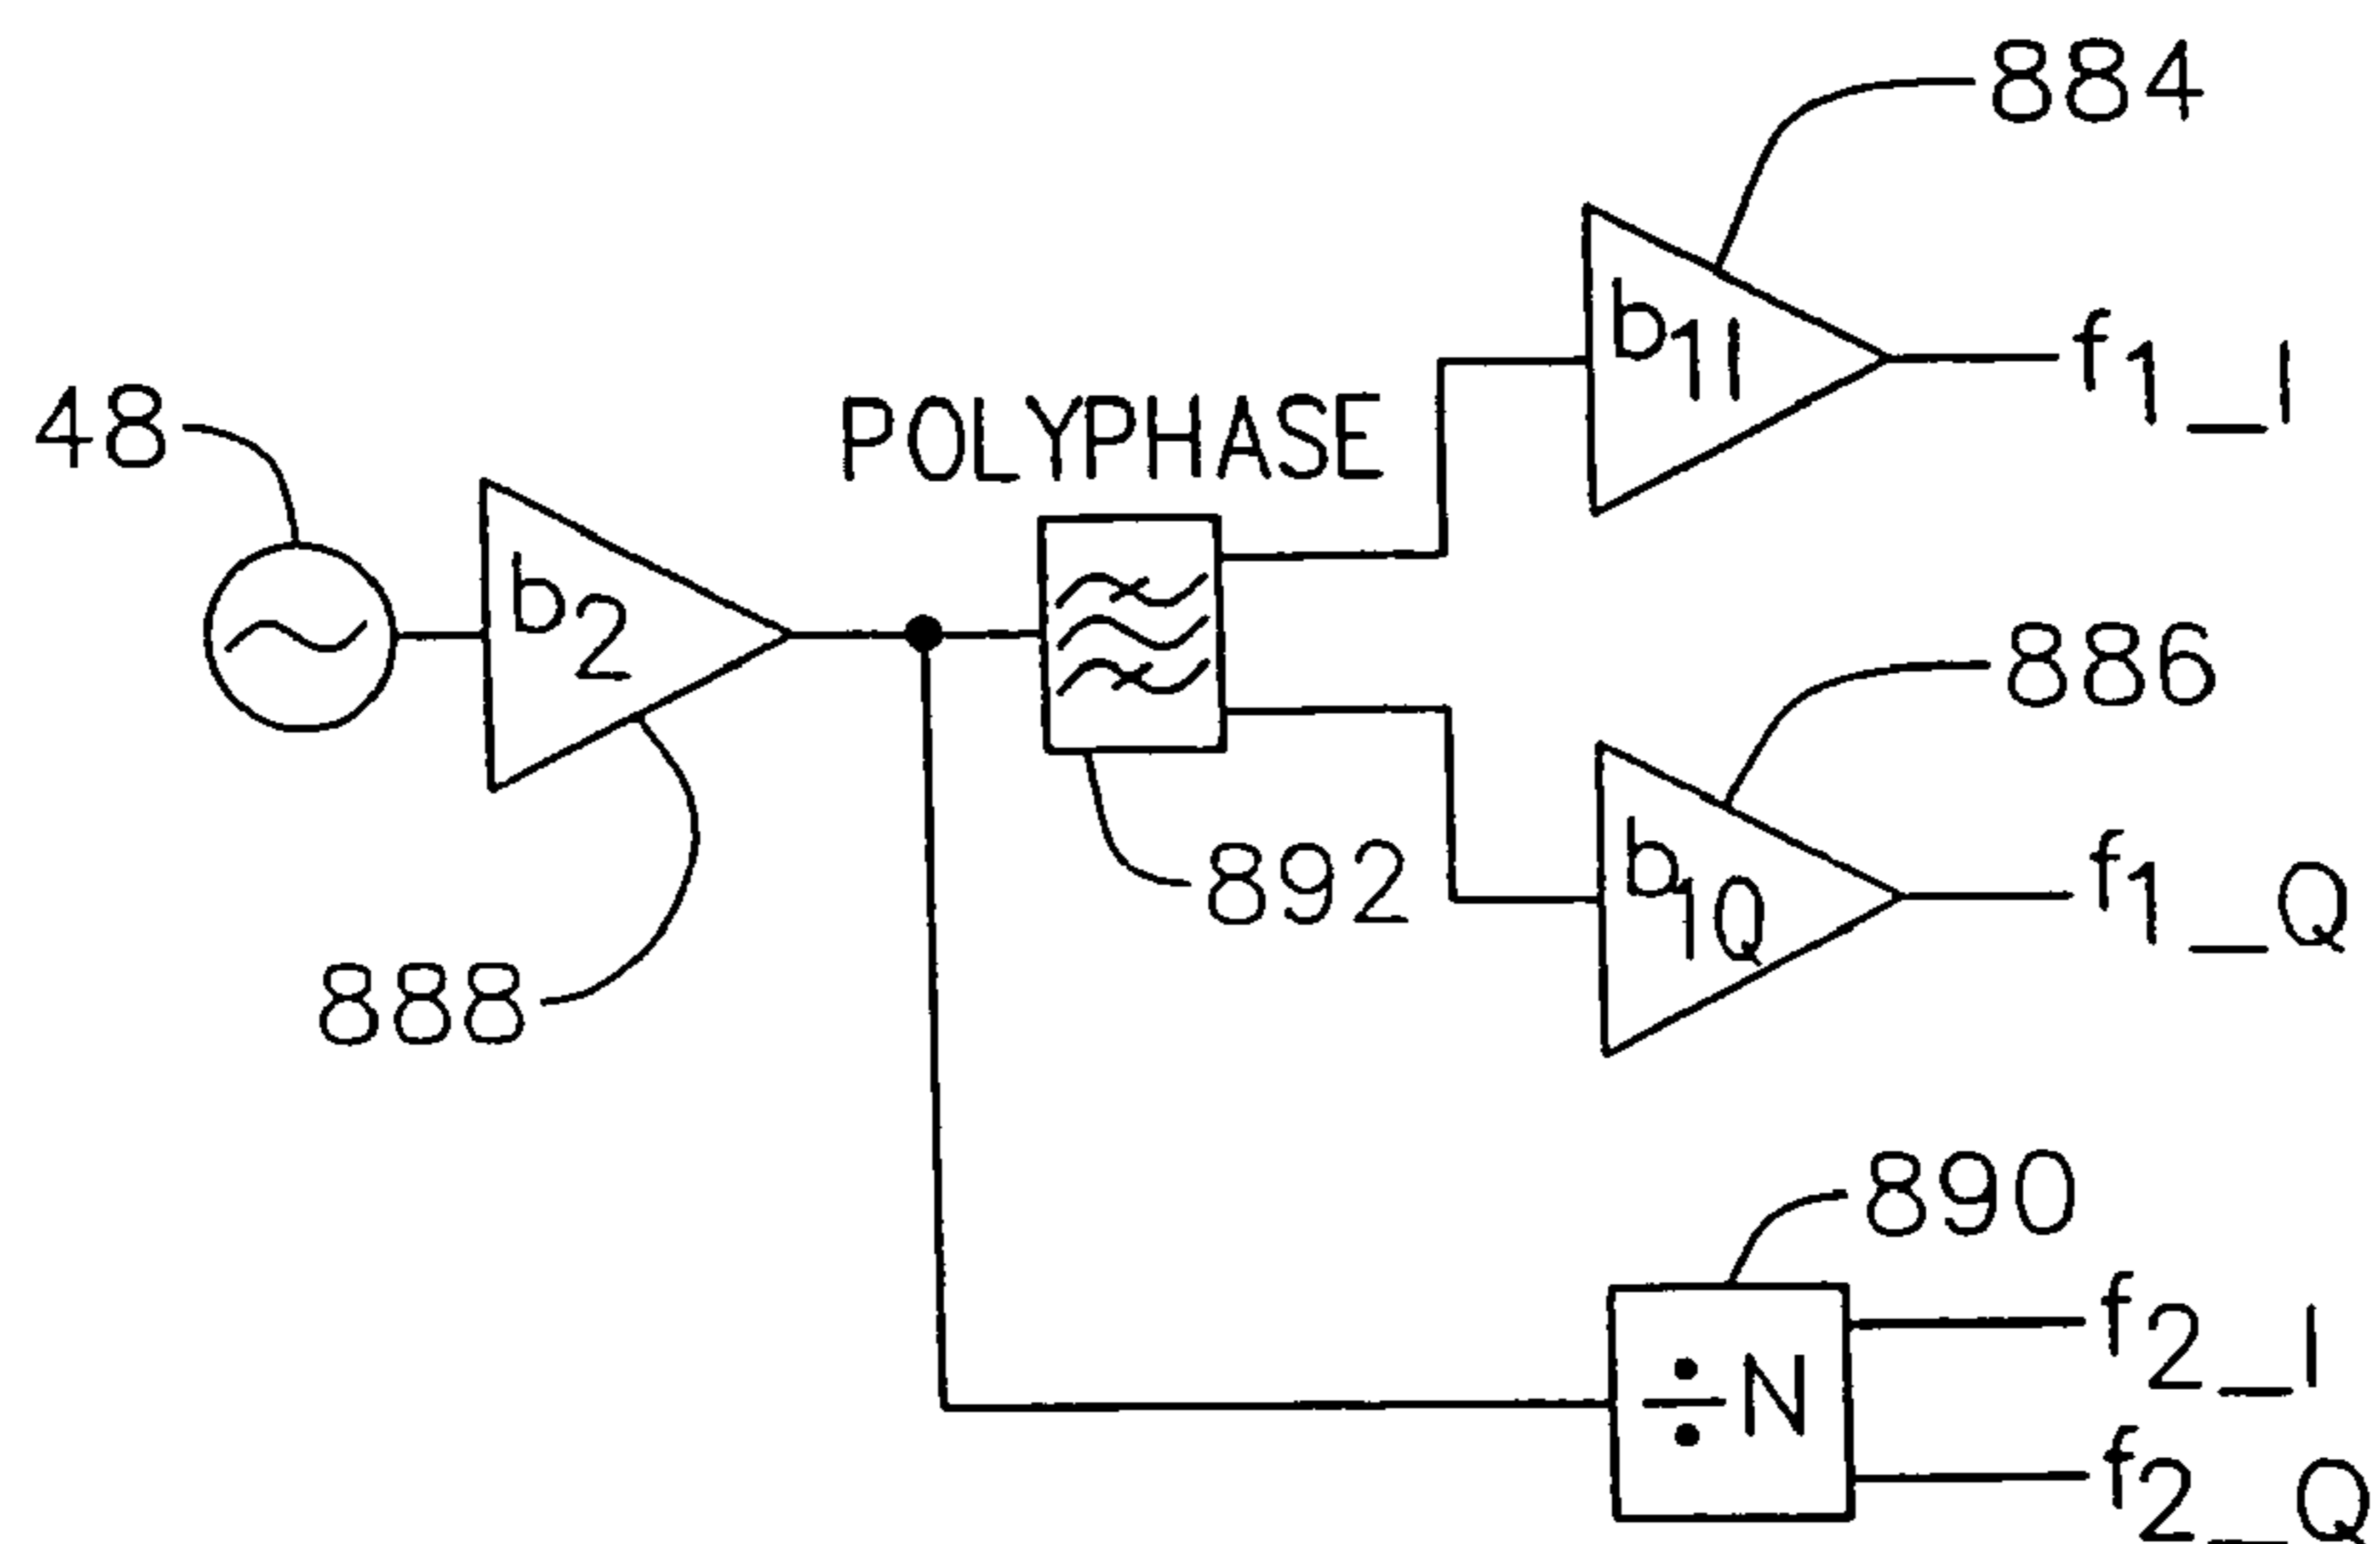 884
b1I
f1_I
48
POLYPHASE
b2
886
892
b1Q
f1_Q
888
890
÷N
f2_I
f2_Q